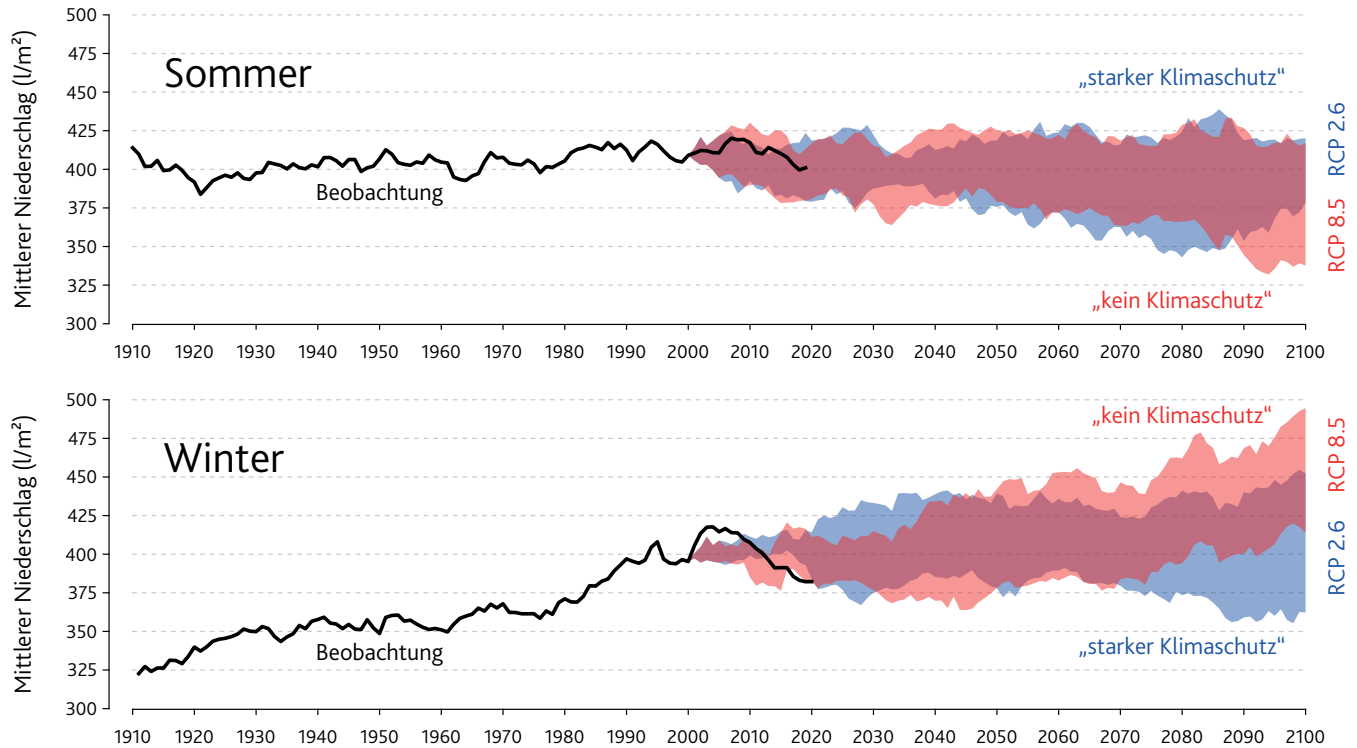 Mittlerer Niederschlag (l/m²)
500
475
450
425
400
375
350
325
300
Sommer
Beobachtung
„starker Klimaschutz“
„kein Klimaschutz“
RCP 2.6
RCP 8.5
1910 1920 1930 1940 1950 1960 1970 1980 1990 2000 2010 2020 2030 2040 2050 2060 2070 2080 2090 2100
Mittlerer Niederschlag (l/m²)
500
475
450
425
400
375
350
325
300
Winter
Beobachtung
„kein Klimaschutz“
„starker Klimaschutz“
RCP 8.5
RCP 2.6
1910 1920 1930 1940 1950 1960 1970 1980 1990 2000 2010 2020 2030 2040 2050 2060 2070 2080 2090 2100